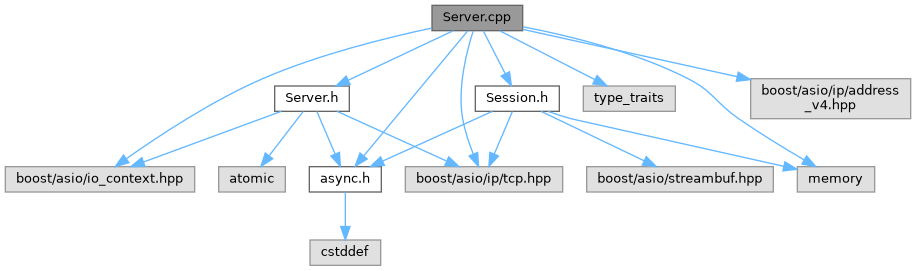 Server.cpp
Server.h
Session.h
type_traits
boost/asio/ip/address
_v4.hpp
boost/asio/io_context.hpp
atomic
async.h
boost/asio/ip/tcp.hpp
boost/asio/streambuf.hpp
memory
cstddef